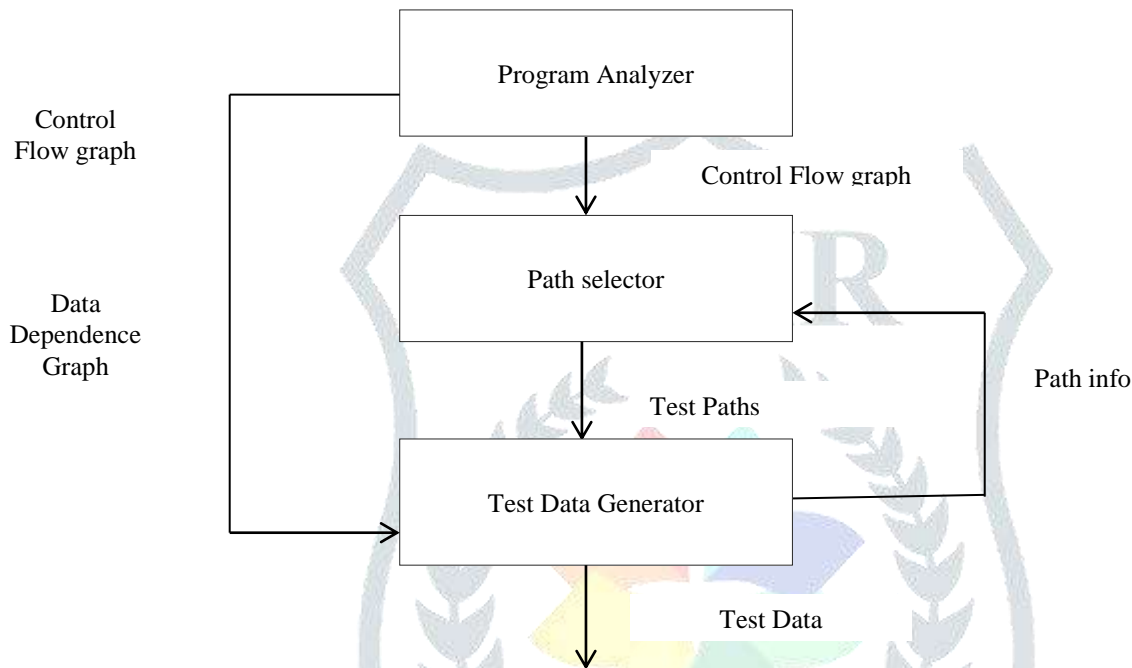 Program Analyzer
Control
Flow graph
Control Flow graph
Path selector
Data
Dependence
Graph
Path info
Test Paths
Test Data Generator
Test Data